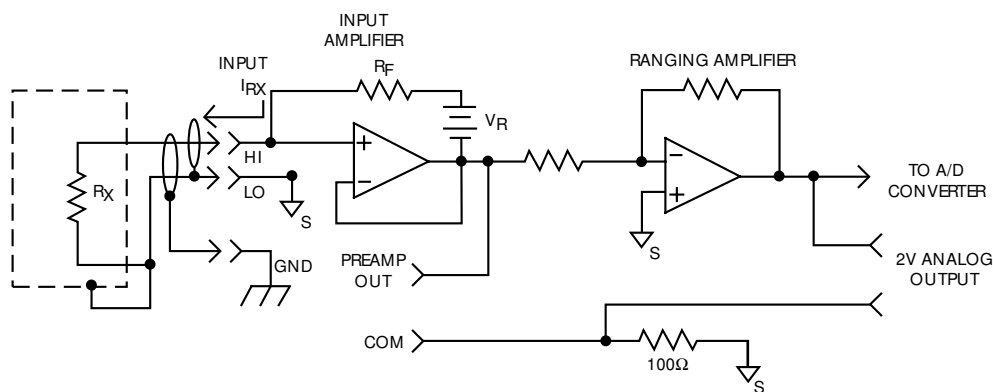 INPUT
AMPLIFIER
RANGING AMPLIFIER
INPUT
IRX
RF
VR
+
−
HI
LO
RX
S
−
+
S
TO A/D
CONVERTER
GND
PREAMP
OUT
2V ANALOG
OUTPUT
COM
100Ω
S